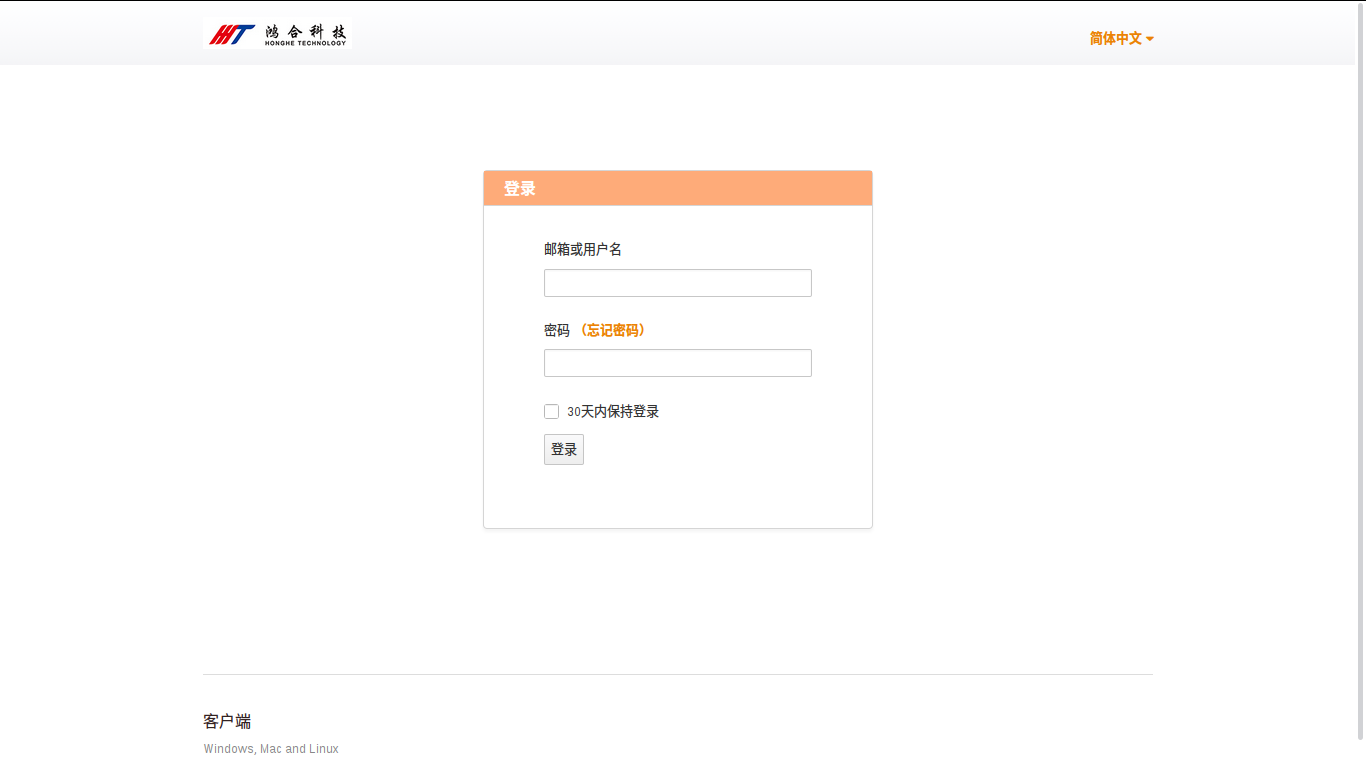 鸿合科技
HONGHE TECHNOLOGY
简体中文
登录
邮箱或用户名
密码 （忘记密码）
30天内保持登录
登录
客户端
Windows, Mac and Linux